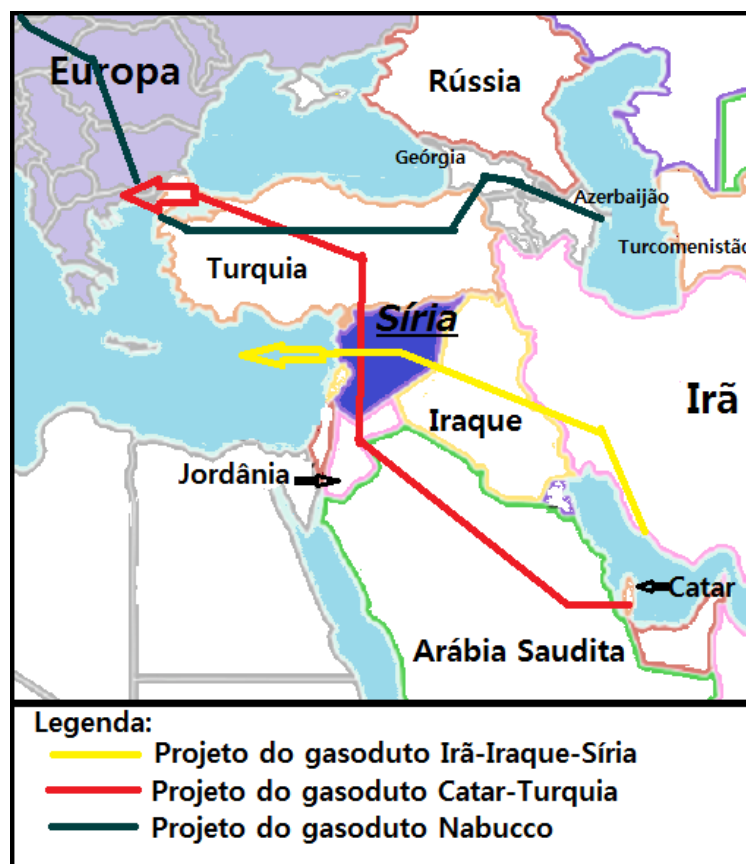 Europa
Rússia
Geórgia
Azerbaijão
Turcomenistão
Turquia
Síria
Irã
Iraque
Jordânia
Catar
Arábia Saudita
Legenda:
Projeto do gasoduto Irã-Iraque-Síria
Projeto do gasoduto Catar-Turquia
Projeto do gasoduto Nabucco